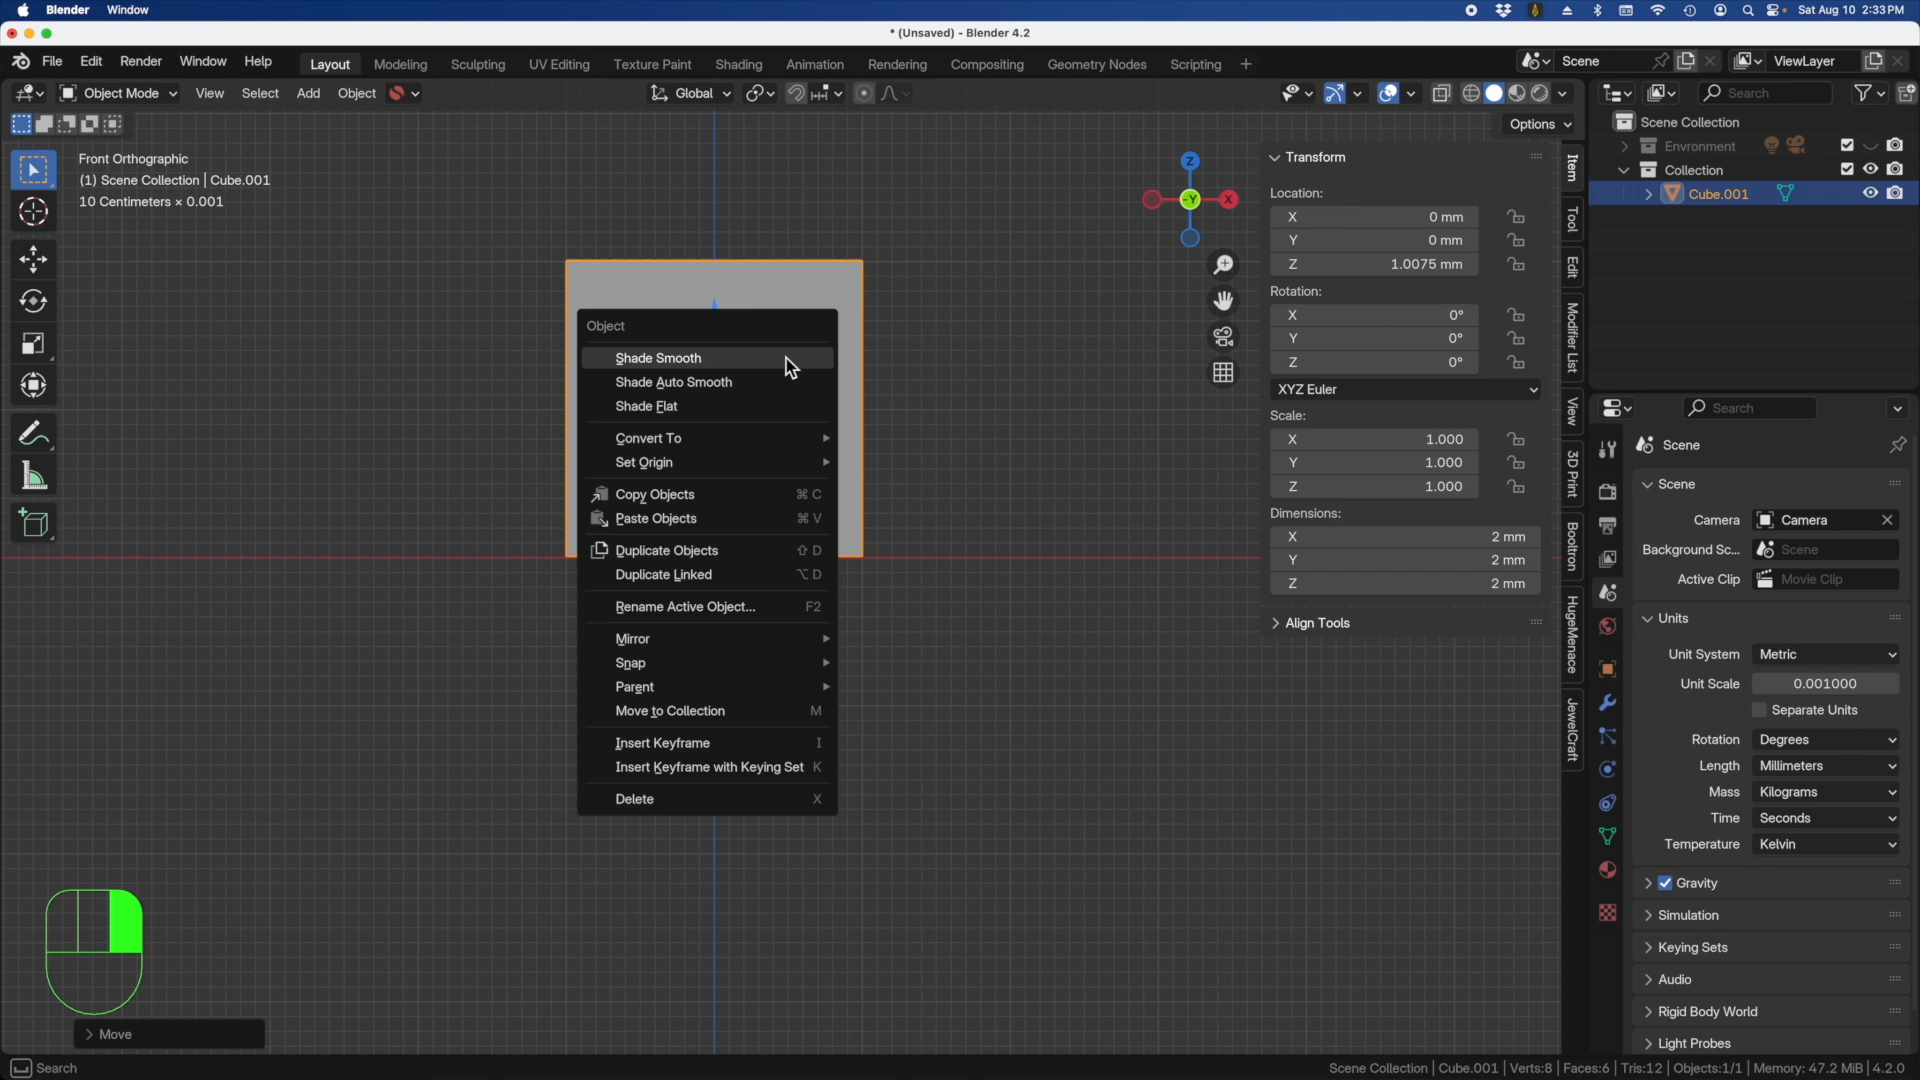 Blender Window Sat Aug 10 2:33 PM
* (Unsaved) - Blender 4.2
File Edit Render Window Help Layout Modeling Sculpting UV Editing Texture Paint Shading Animation Rendering Compositing Geometry Nodes Scripting + Scene ViewLayer
Object Mode View Select Add Object Global Search
Options
Front Orthographic
(1) Scene Collection | Cube.001
10 Centimeters × 0.001
Z
-Y
X
Object
Shade Smooth
Shade Auto Smooth
Shade Flat
Convert To
Set Origin
Copy Objects ⌘ C
Paste Objects ⌘ V
Duplicate Objects ⇧ D
Duplicate Linked ⌥ D
Rename Active Object... F2
Mirror
Snap
Parent
Move to Collection M
Insert Keyframe I
Insert Keyframe with Keying Set K
Delete X
Transform
Location:
X 0 mm
Y 0 mm
Z 1.0075 mm
Rotation:
X 0°
Y 0°
Z 0°
XYZ Euler
Scale:
X 1.000
Y 1.000
Z 1.000
Dimensions:
X 2 mm
Y 2 mm
Z 2 mm
Align Tools
Item
Tool
Edit
Modifier List
View
3D Print
Booltron
HugeMenace
JewelCraft
Scene Collection
Envronment
Collection
Cube.001
Search
Scene
Scene
Camera Camera
Background Sc... Scene
Active Clip Movie Clip
Units
Unit System Metric
Unit Scale 0.001000
Separate Units
Rotation Degrees
Length Millimeters
Mass Kilograms
Time Seconds
Temperature Kelvin
Gravity
Simulation
Keying Sets
Audio
Rigid Body World
Light Probes
Move
Search
Scene Collection | Cube.001 | Verts:8 | Faces:6 | Tris:12 | Objects:1/1 | Memory: 47.2 MiB | 4.2.0